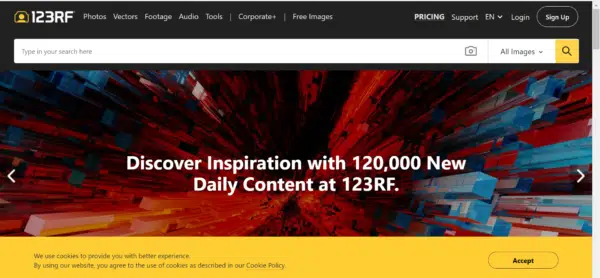 123RF Photos Vectors Footage Audio Tools | Corporate+ | Free Images PRICING Support EN Login Sign Up
Type in your search here All Images
Discover Inspiration with 120,000 New
Daily Content at 123RF.
We use cookies to provide you with better experience.
By using our website, you agree to the use of cookies as described in our Cookie Policy. Accept